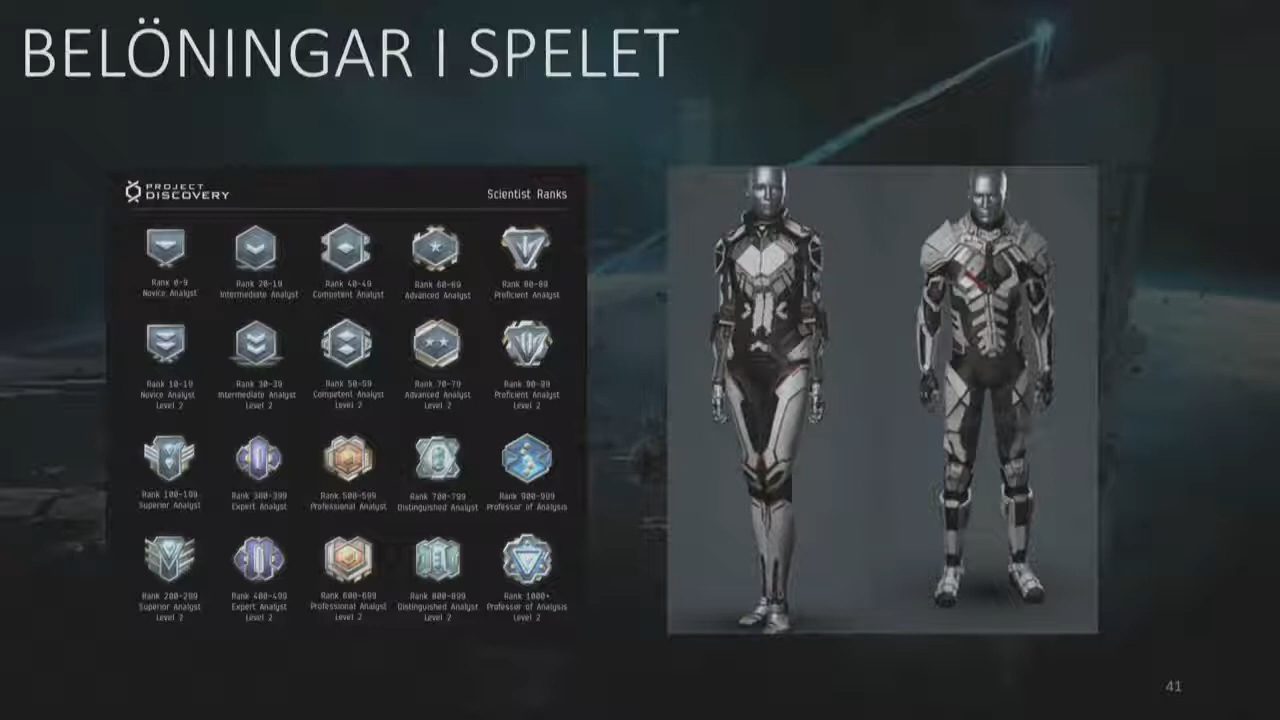 BELÖNINGAR I SPELET
PROJECT
DISCOVERY
Scientist Ranks
Rank 0-9
Novice Analyst
Rank 20-19
Intermediate Analyst
Rank 40-49
Competent Analyst
Rank 60-69
Advanced Analyst
Rank 80-89
Proficient Analyst
Rank 10-19
Novice Analyst
Level 2
Rank 30-39
Intermediate Analyst
Level 2
Rank 50-59
Competent Analyst
Level 2
Rank 70-79
Advanced Analyst
Level 2
Rank 90-99
Proficient Analyst
Level 2
Rank 100-199
Superior Analyst
Rank 300-399
Expert Analyst
Rank 500-599
Professional Analyst
Rank 700-799
Distinguished Analyst
Rank 900-999
Professor of Analysis
Rank 200-299
Superior Analyst
Level 2
Rank 400-499
Expert Analyst
Level 2
Rank 600-699
Professional Analyst
Level 2
Rank 800-899
Distinguished Analyst
Level 2
Rank 1000+
Professor of Analysis
Level 2
41